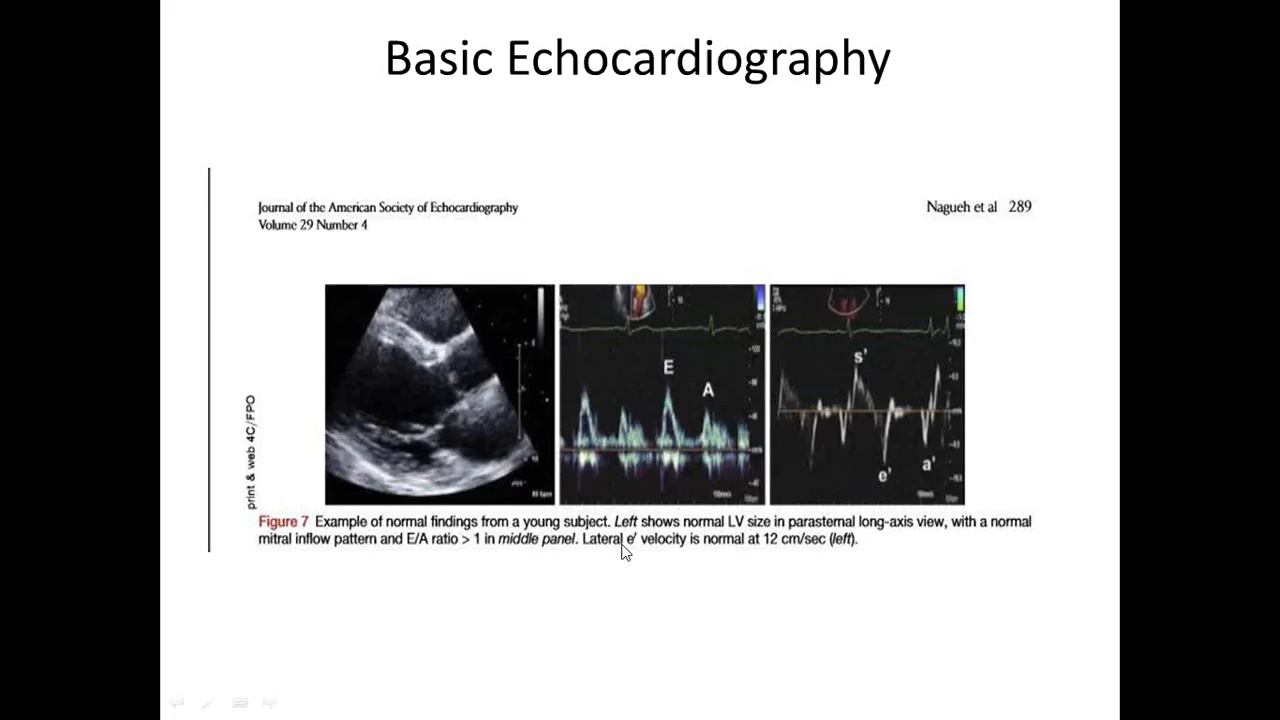 Basic Echocardiography
Journal of the American Society of Echocardiography
Volume 29 Number 4
Nagueh et al 289
print & web 4C/FPO
E
A
s'
e'
a'
Figure 7 Example of normal findings from a young subject. Left shows normal LV size in parasternal long-axis view, with a normal
mitral inflow pattern and E/A ratio > 1 in middle panel. Lateral e' velocity is normal at 12 cm/sec (left).